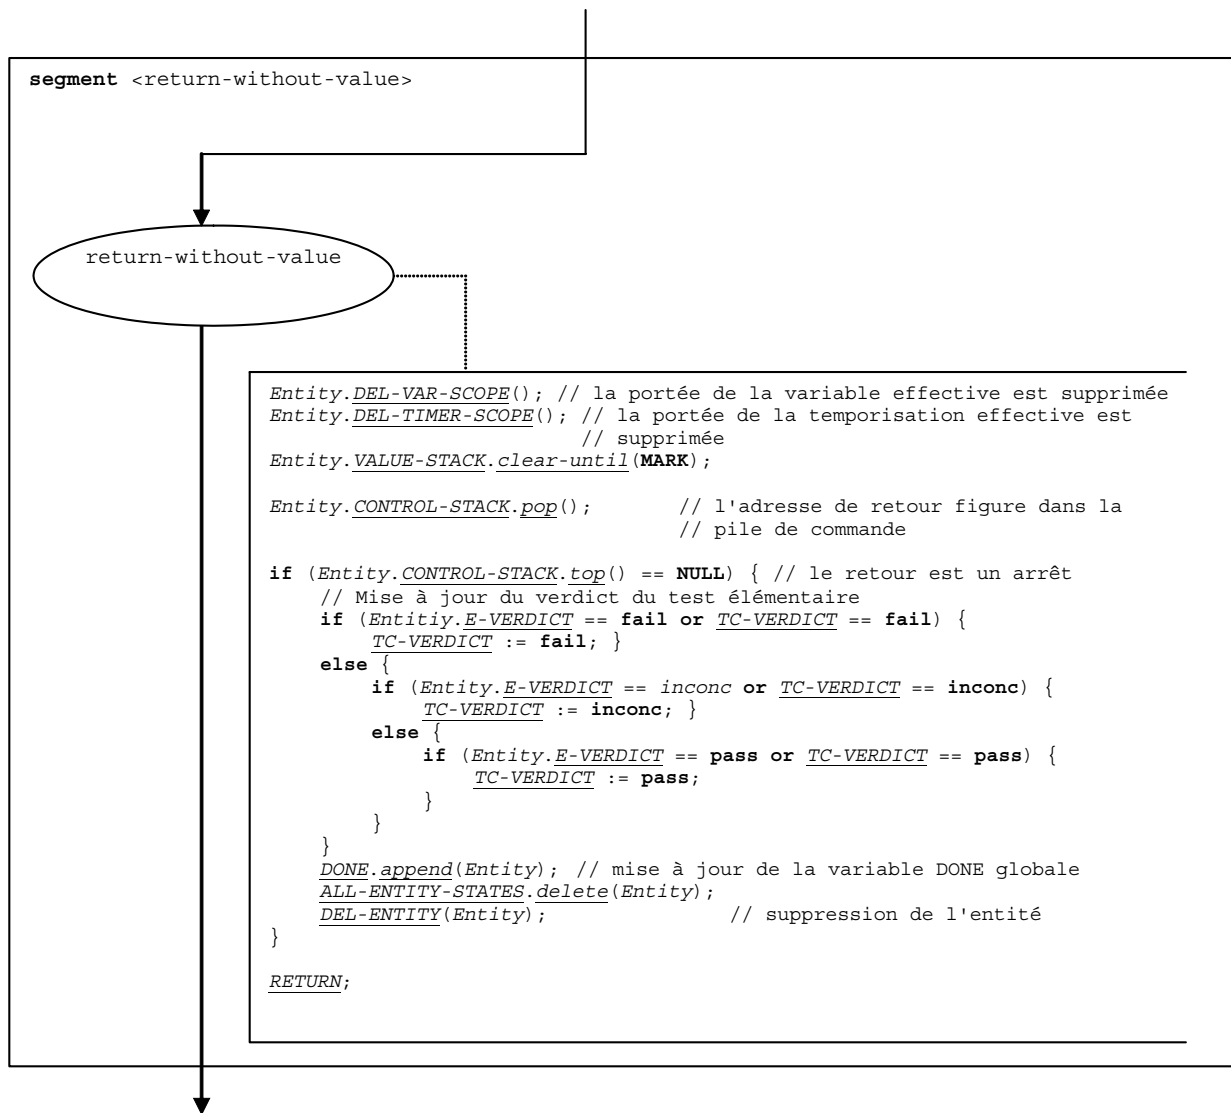 segment <return-without-value>
return-without-value
Entity.DEL-VAR-SCOPE(); // la portée de la variable effective est supprimée
Entity.DEL-TIMER-SCOPE(); // la portée de la temporisation effective est
// supprimée
Entity.VALUE-STACK.clear-until(MARK);
Entity.CONTROL-STACK.pop(); // l'adresse de retour figure dans la
// pile de commande
if (Entity.CONTROL-STACK.top() == NULL) { // le retour est un arrêt
// Mise à jour du verdict du test élémentaire
if (Entitiy.E-VERDICT == fail or TC-VERDICT == fail) {
TC-VERDICT := fail; }
else {
if (Entity.E-VERDICT == inconc or TC-VERDICT == inconc) {
TC-VERDICT := inconc; }
else {
if (Entity.E-VERDICT == pass or TC-VERDICT == pass) {
TC-VERDICT := pass;
}
}
}
DONE.append(Entity); // mise à jour de la variable DONE globale
ALL-ENTITY-STATES.delete(Entity);
DEL-ENTITY(Entity); // suppression de l'entité
}
RETURN;